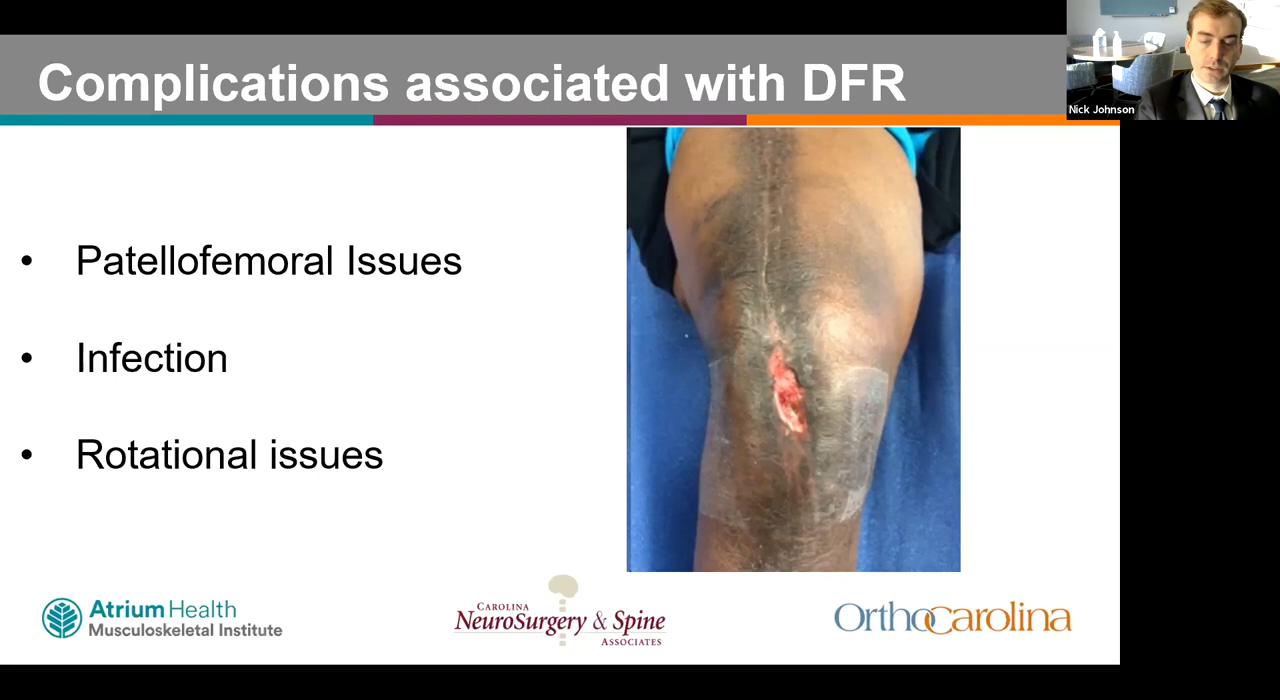 Complications associated with DFR
Nick Johnson
• Patellofemoral Issues
• Infection
• Rotational issues
Atrium Health
Musculoskeletal Institute
CAROLINA
NEUROSURGERY & SPINE
ASSOCIATES
OrthoCarolina